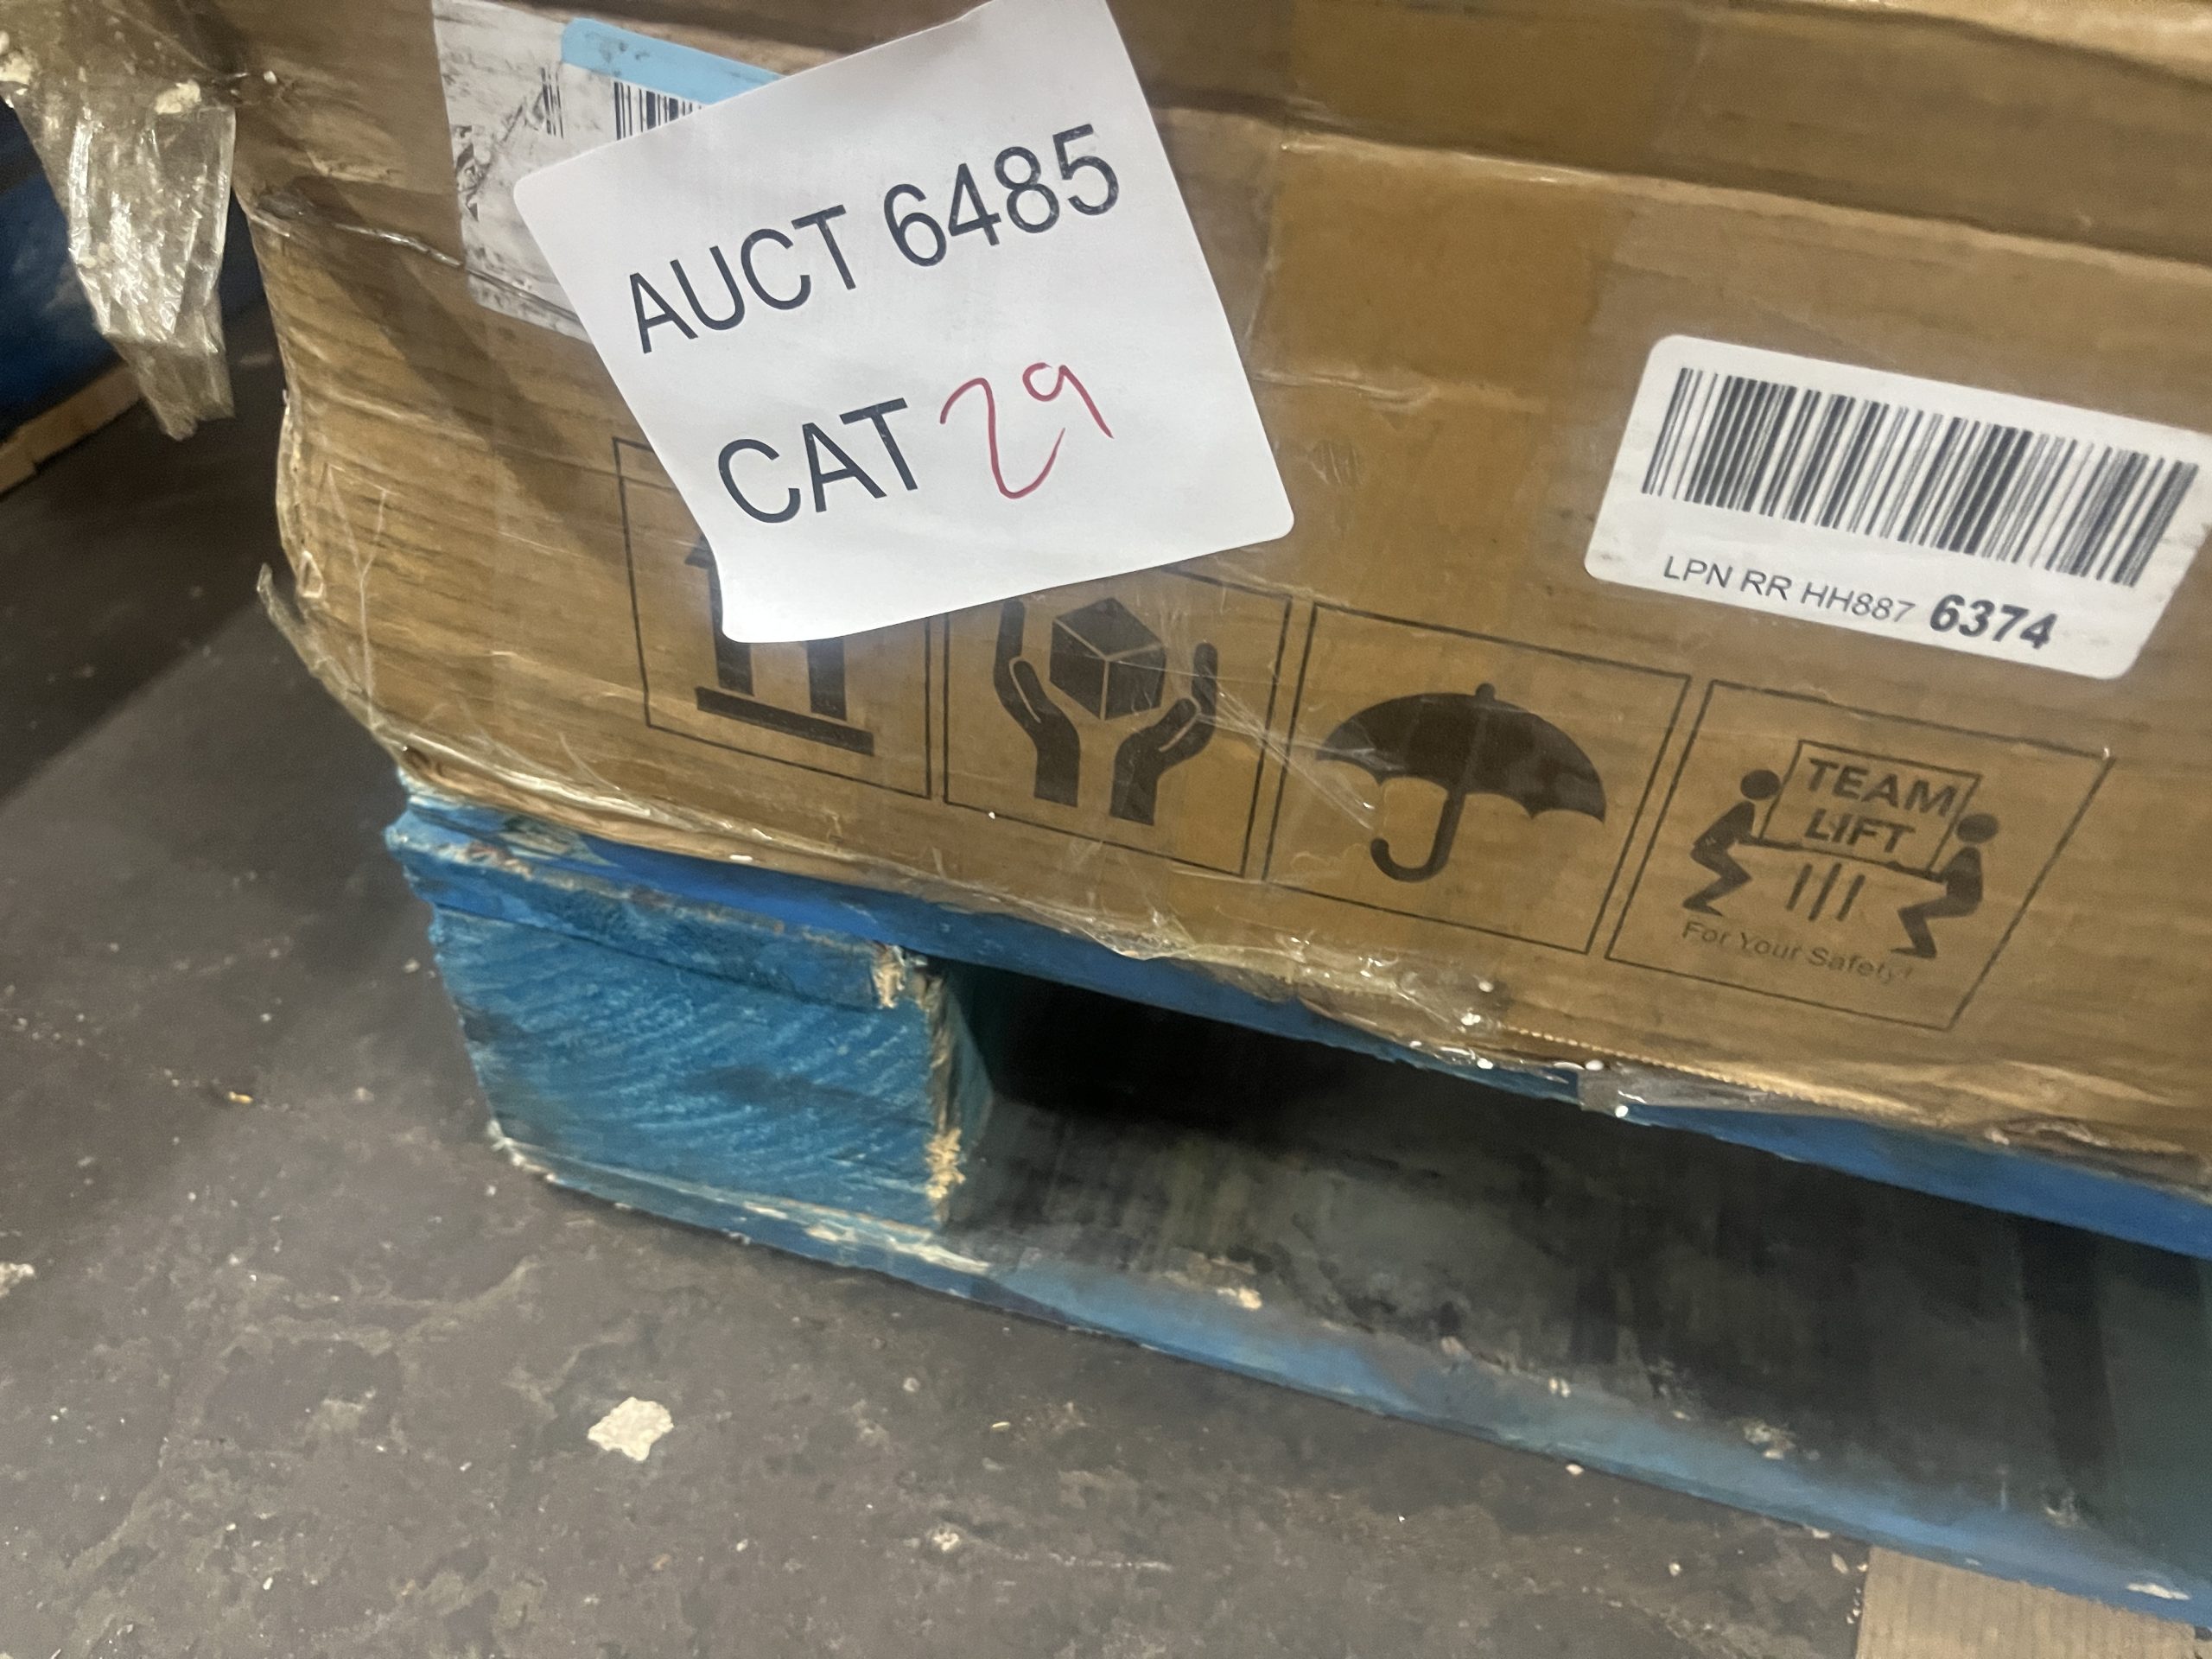 AUCT 6485
CAT 29
LPN RR HH887 6374
TEAM
LIFT
For Your Safety!